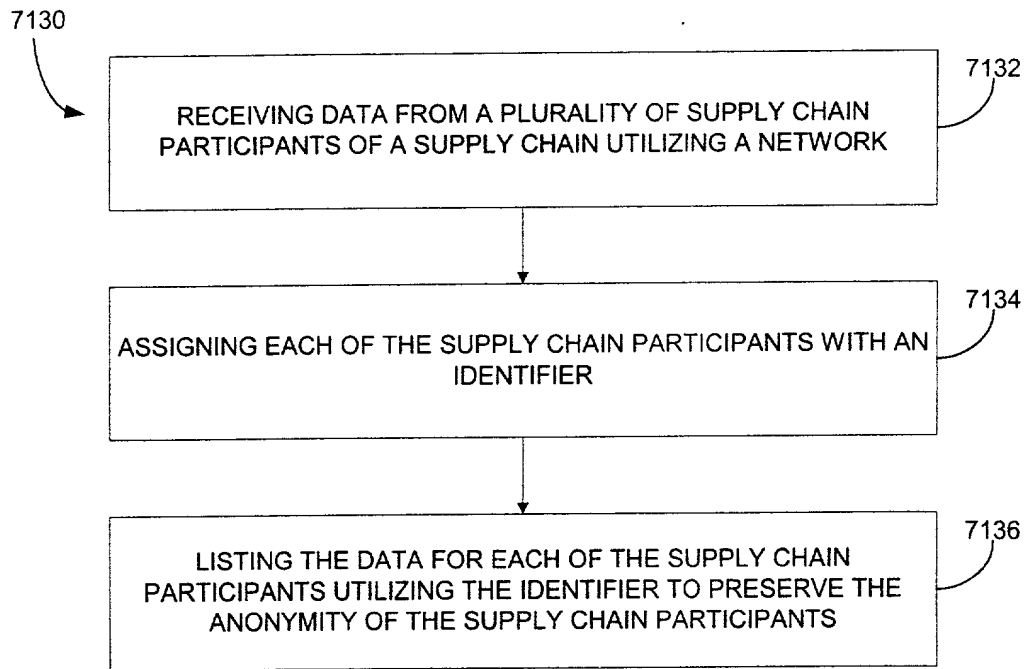 7130
7132
RECEIVING DATA FROM A PLURALITY OF SUPPLY CHAIN
PARTICIPANTS OF A SUPPLY CHAIN UTILIZING A NETWORK
7134
ASSIGNING EACH OF THE SUPPLY CHAIN PARTICIPANTS WITH AN
IDENTIFIER
7136
LISTING THE DATA FOR EACH OF THE SUPPLY CHAIN
PARTICIPANTS UTILIZING THE IDENTIFIER TO PRESERVE THE
ANONYMITY OF THE SUPPLY CHAIN PARTICIPANTS